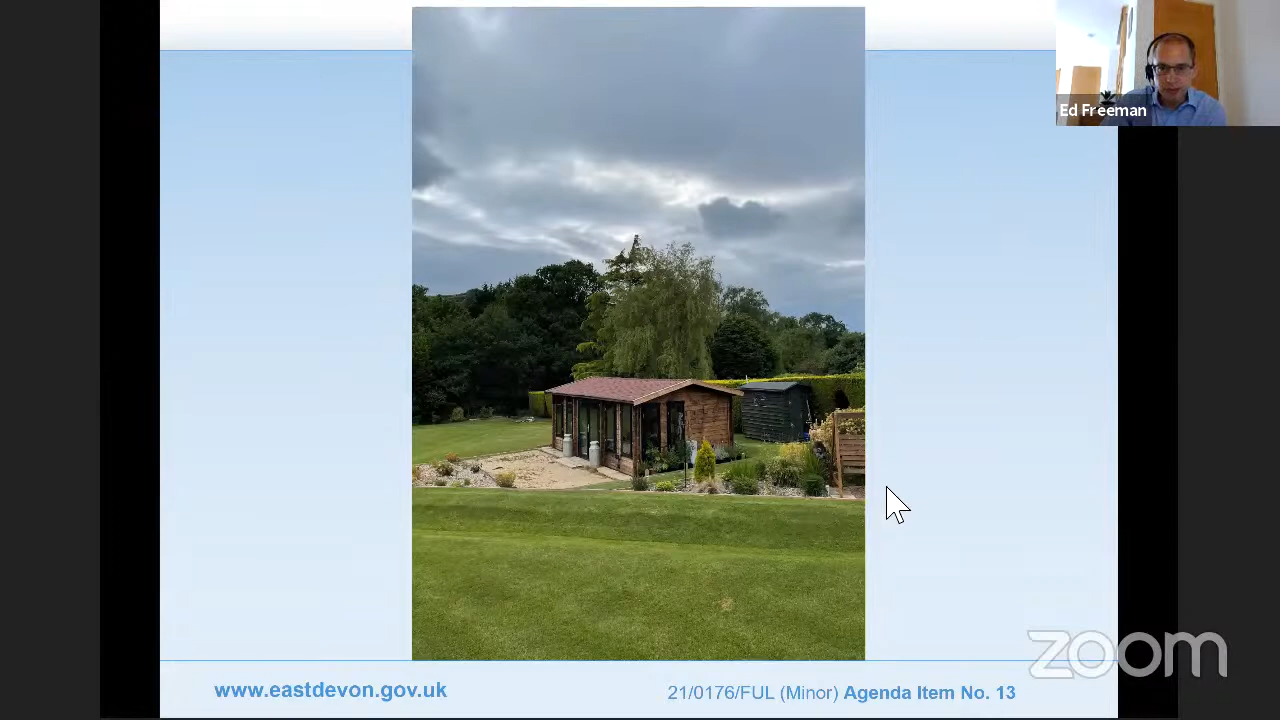 Ed Freeman
www.eastdevon.gov.uk
21/0176/FUL (Minor) Agenda Item No. 13
zoom